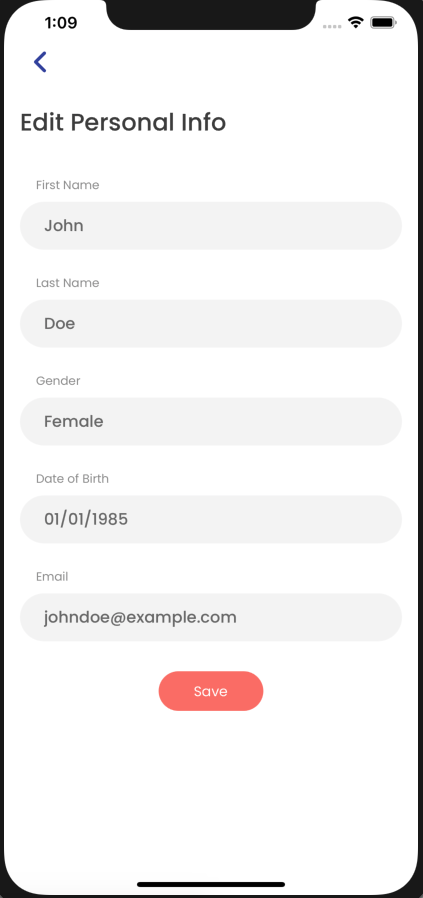 1:09
Edit Personal Info
First Name
John
Last Name
Doe
Gender
Female
Date of Birth
01/01/1985
Email
johndoe@example.com
Save